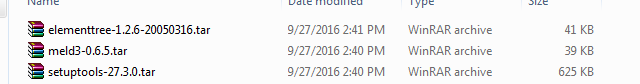 Name Date modified Type Size
elementtree-1.2.6-20050316.tar 9/27/2016 2:41 PM WinRAR archive 41 KB
meld3-0.6.5.tar 9/27/2016 2:40 PM WinRAR archive 39 KB
setuptools-27.3.0.tar 9/27/2016 2:40 PM WinRAR archive 625 KB